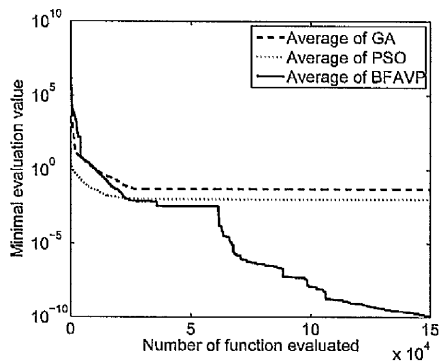 10^10
10^5
10^0
10^-5
10^-10
Minimal evaluation value
Average of GA
Average of PSO
Average of BFAVP
0
5
10
15
Number of function evaluated
x 10^4